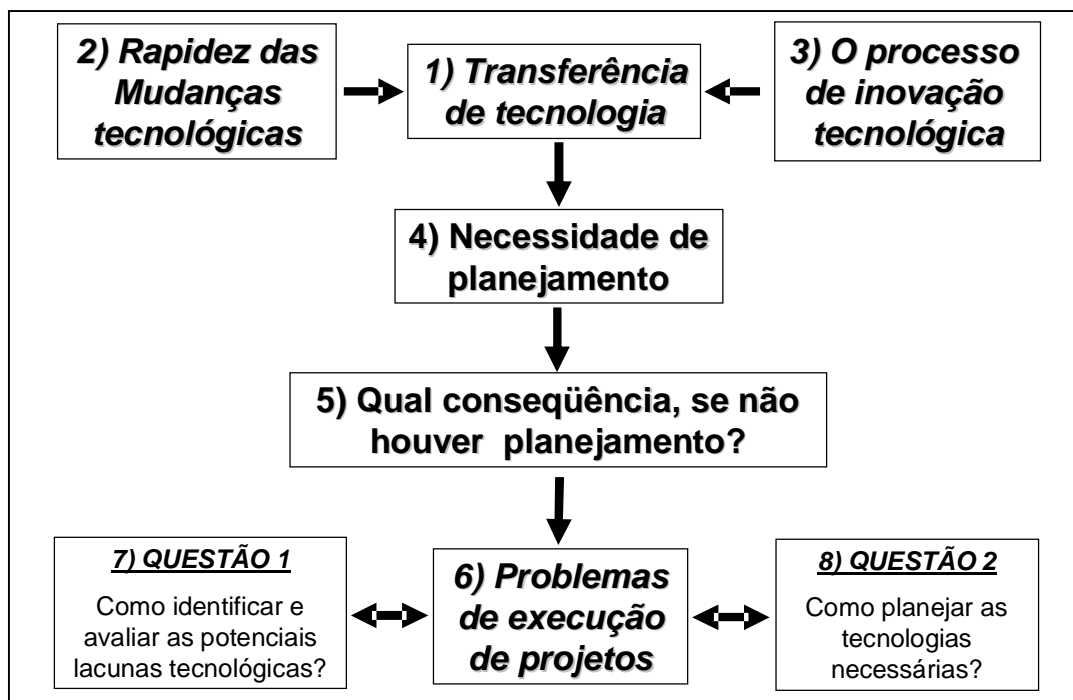 2) Rapidez das
Mudanças
tecnológicas
1) Transferência
de tecnologia
3) O processo
de inovação
tecnológica
4) Necessidade de
planejamento
5) Qual conseqüência, se não
houver planejamento?
7) QUESTÃO 1
Como identificar e
avaliar as potenciais
lacunas tecnológicas?
6) Problemas
de execução
de projetos
8) QUESTÃO 2
Como planejar as
tecnologias
necessárias?